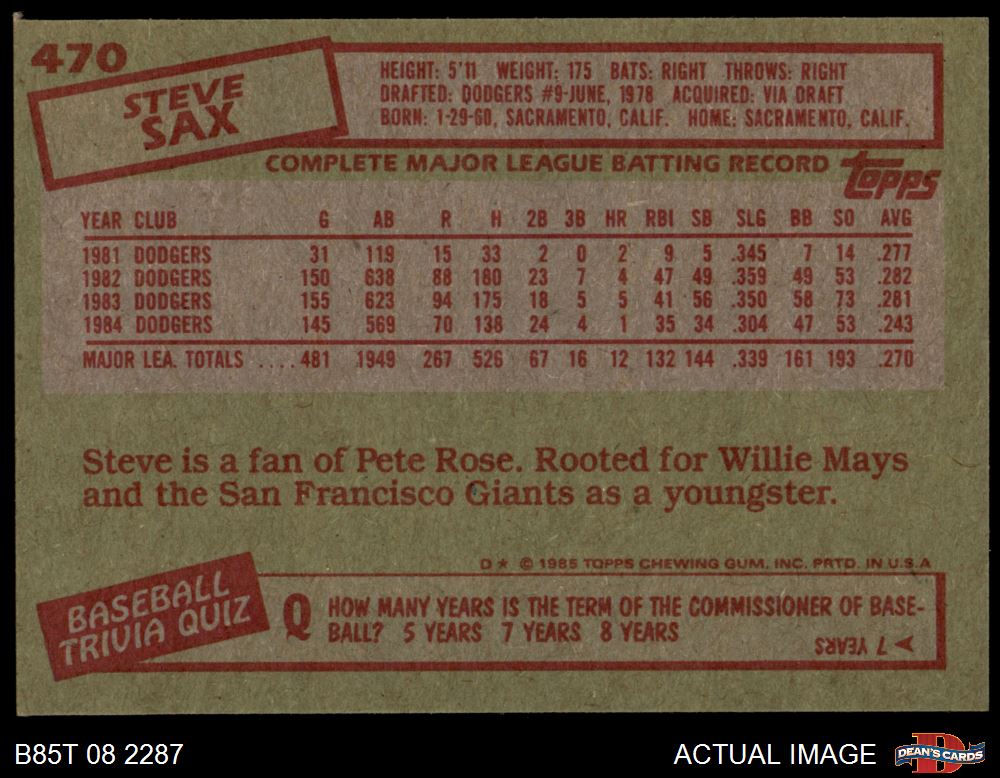 470
STEVE
SAX
HEIGHT: 5'11 WEIGHT: 175 BATS: RIGHT THROWS: RIGHT
DRAFTED: DODGERS #9-JUNE, 1978 ACQUIRED: VIA DRAFT
BORN: 1-29-60, SACRAMENTO, CALIF. HOME: SACRAMENTO, CALIF.
COMPLETE MAJOR LEAGUE BATTING RECORD
topps
YEAR CLUB G AB R H 2B 3B HR RBI SB SLG BB SO AVG
1981 DODGERS 31 119 15 33 2 0 2 9 5 .345 7 14 .277
1982 DODGERS 150 638 88 180 23 7 4 47 49 .359 49 53 .282
1983 DODGERS 155 623 94 175 18 5 5 41 56 .350 58 73 .281
1984 DODGERS 145 569 70 138 24 4 1 35 34 .304 47 53 .243
MAJOR LEA. TOTALS .... 481 1949 267 526 67 16 12 132 144 .339 161 193 .270
Steve is a fan of Pete Rose. Rooted for Willie Mays
and the San Francisco Giants as a youngster.
D★ © 1985 TOPPS CHEWING GUM, INC. PRTD. IN U.S.A
BASEBALL
TRIVIA QUIZ
Q HOW MANY YEARS IS THE TERM OF THE COMMISSIONER OF BASE-
BALL? 5 YEARS 7 YEARS 8 YEARS
7 YEARS
B85T 08 2287
ACTUAL IMAGE
DEAN'S CARDS